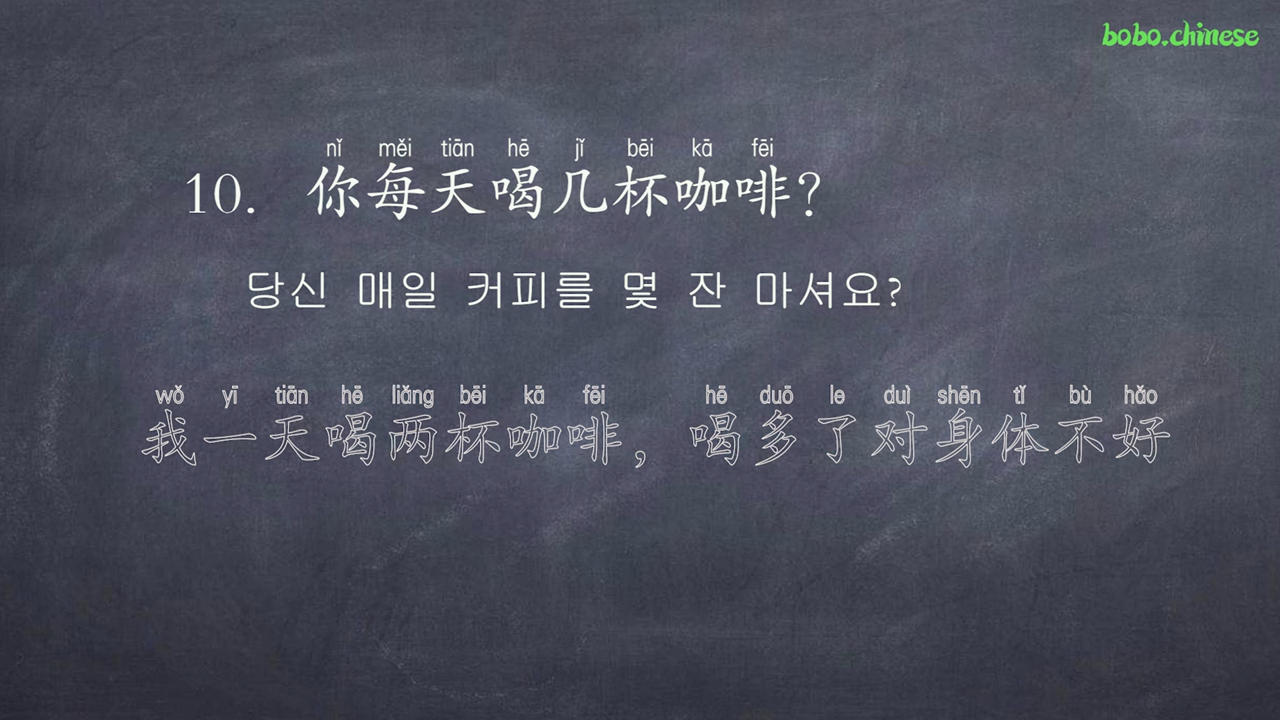 bobo.chinese
nǐ měi tiān hē jǐ bēi kā fēi
10. 你每天喝几杯咖啡?
당신 매일 커피를 몇 잔 마셔요?
wǒ yī tiān hē liǎng bēi kā fēi hē duō le duì shēn tǐ bù hǎo
我一天喝两杯咖啡，喝多了对身体不好